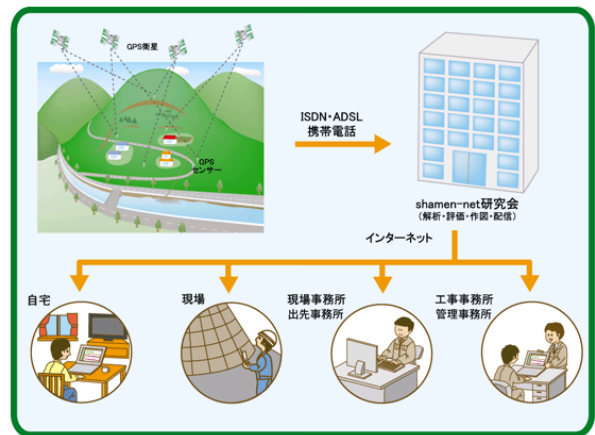 GPS衛星
GPS
センサー
ISDN・ADSL
携帯電話
shamen-net研究会
(解析・評価・作図・配信)
インターネット
自宅
現場
現場事務所
出先事務所
工事事務所
管理事務所